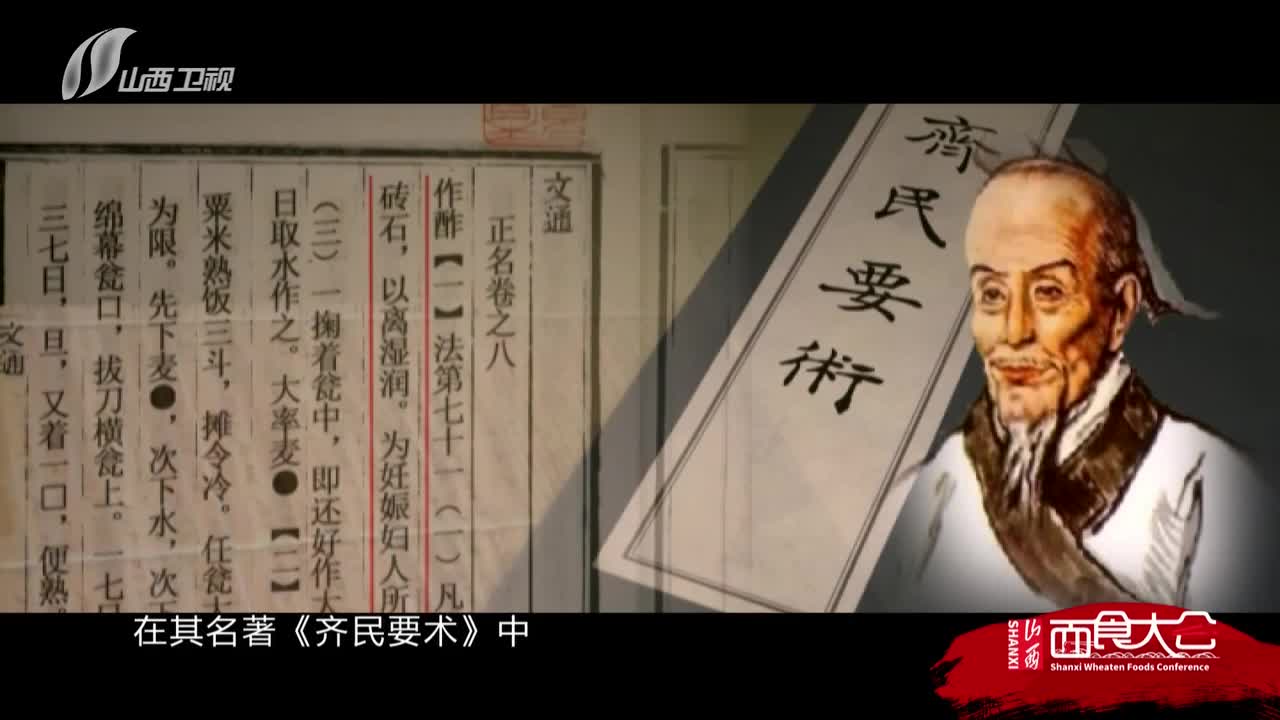 山西卫视
文通
正名卷之八
作酢【一】法第七十一（一）凡
砖石，以离湿润。为妊娠妇人所
（三）一掬着瓮中，即还好作大
日取水作之。大率麦●【二】
粟米熟饭三斗，摊令冷。任瓮大
为限。先下麦●，次下水，次下
绵幕瓮口，拔刀横瓮上。一七日
三七日，旦，又着一口，便熟。
文通
齊民要術
在其名著《齐民要术》中
SHANXI
山西
面食大会
Shanxi Wheaten Foods Conference